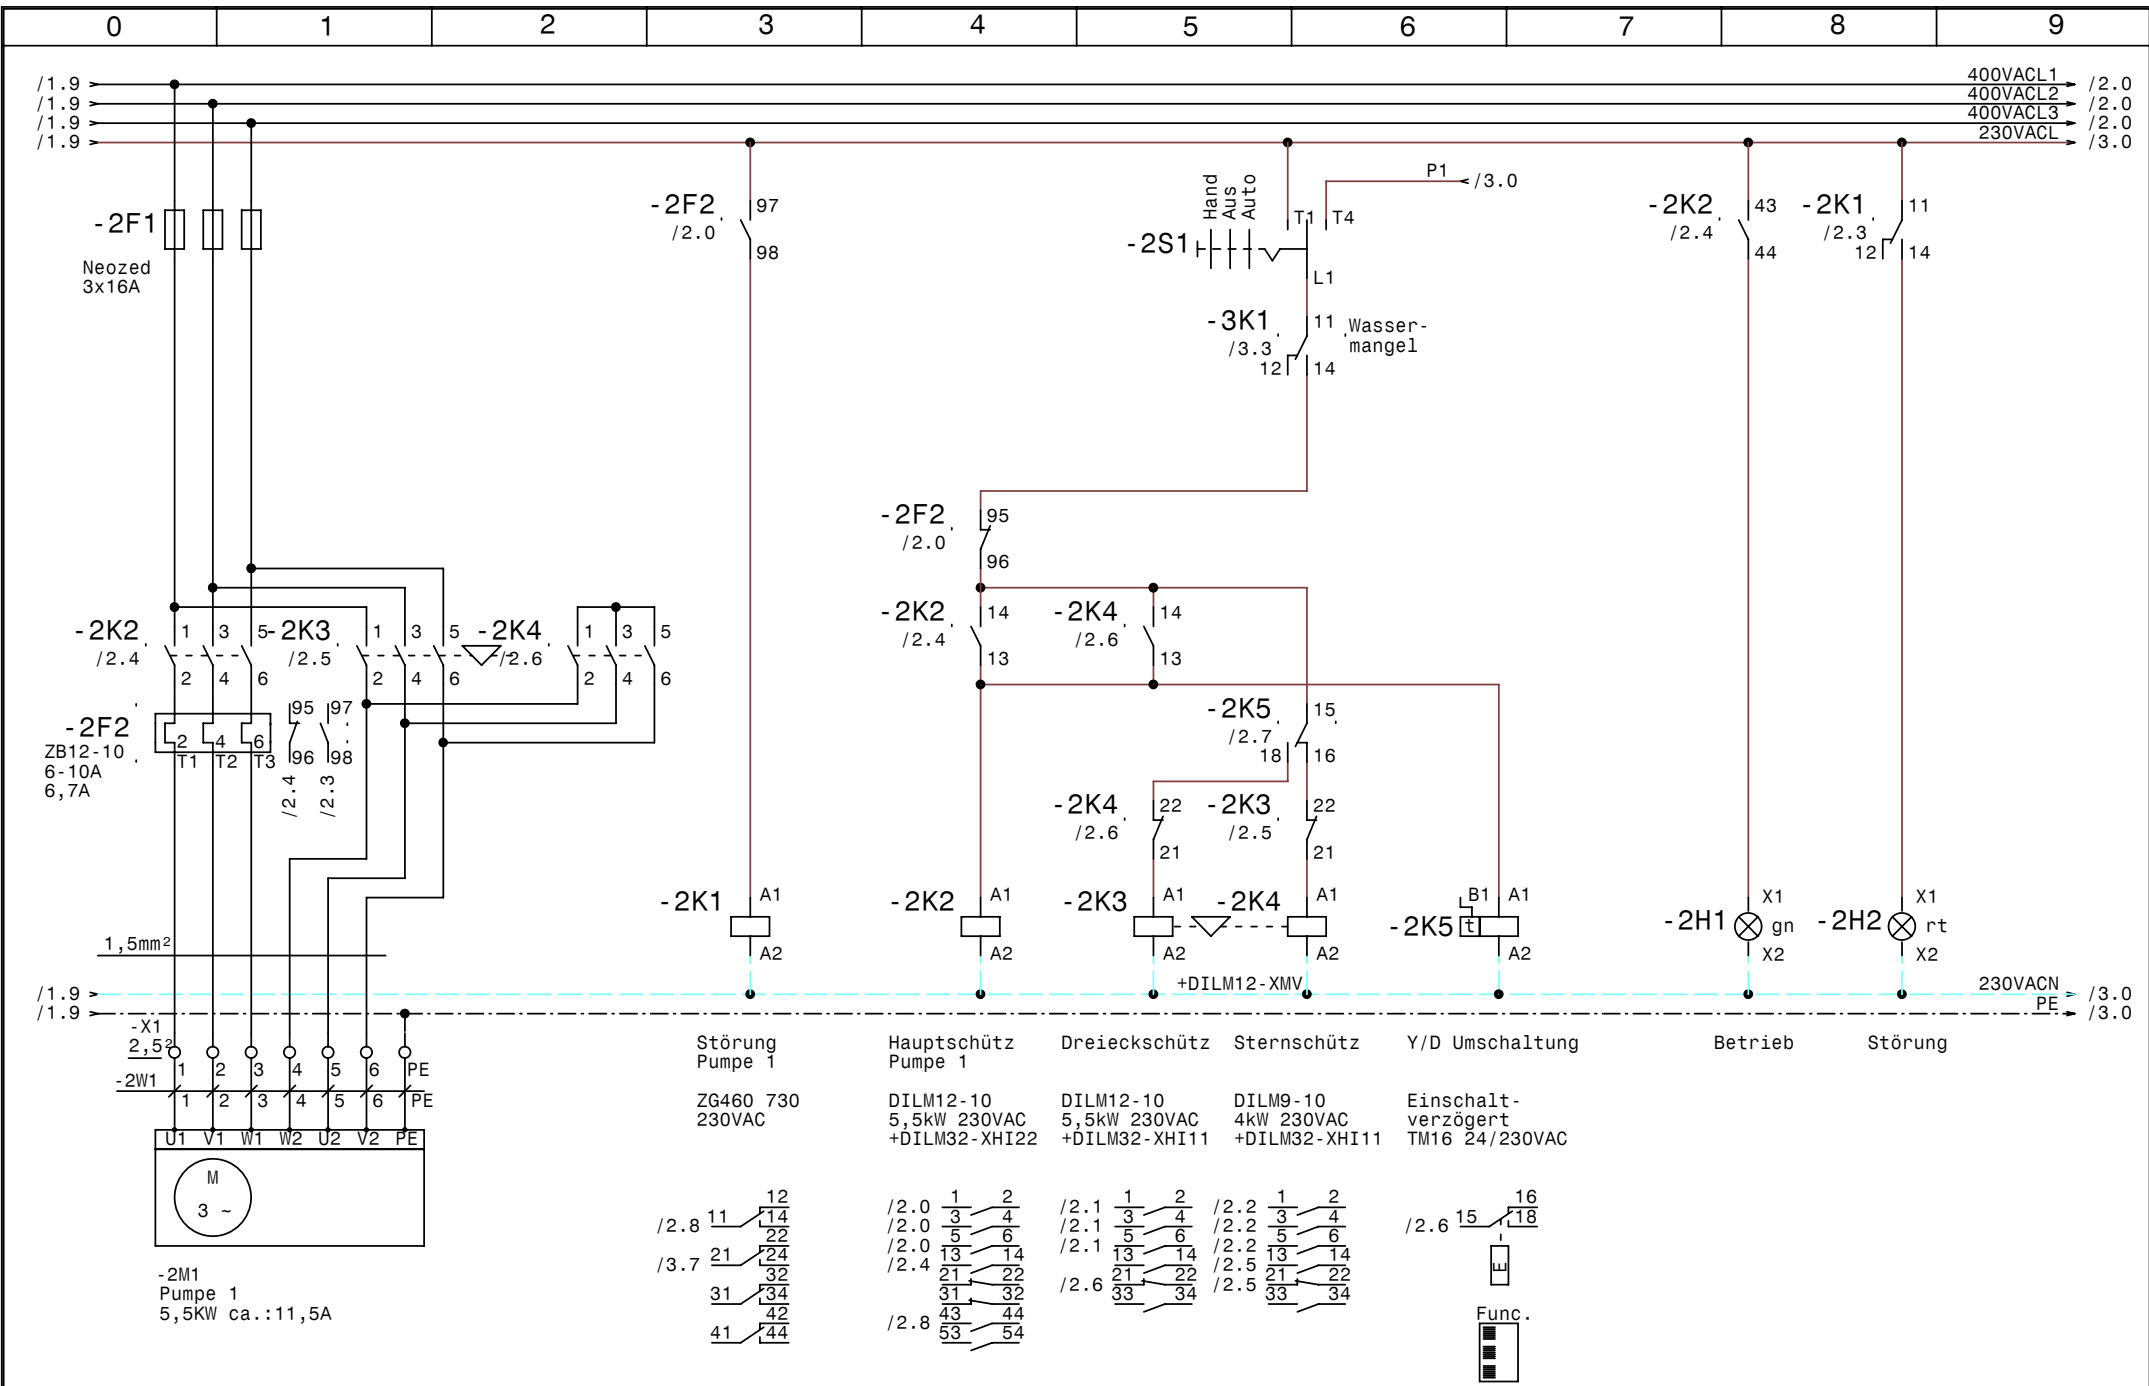 0 1 2 3 4 5 6 7 8 9
/1.9 400VACL1 /2.0
/1.9 400VACL2 /2.0
/1.9 400VACL3 /2.0
/1.9 230VACL /3.0
P1 /3.0
Hand
Aus
Auto
-2F1
Neozed
3x16A
-2F2 97
/2.0
98
-2S1 T1 T4
L1
-2K2 43
/2.4
44
-2K1 11
/2.3
12 14
-3K1 11 Wasser-
/3.3 mangel
12 14
-2F2 95
/2.0
96
-2K2 1 3 5
/2.4
2 4 6
-2K3 1 3 5
/2.5
2 4 6
-2K4 1 3 5
/2.6
2 4 6
-2K2 14
/2.4
13
-2K4 14
/2.6
13
-2F2 2 4 6
ZB12-10 T1 T2 T3
6-10A
6,7A
95 97
96 98
/2.4 /2.3
-2K5 15
/2.7
18 16
-2K4 22
/2.6
21
-2K3 22
/2.5
21
-2K1 A1
A2
-2K2 A1
A2
-2K3 A1
A2
-2K4 A1
A2
-2K5 t B1 A1
A2
-2H1 X1
gn
X2
-2H2 X1
rt
X2
1,5mm²
+DILM12-XMV
/1.9 230VACN /3.0
/1.9 PE /3.0
-X1
2,5²
1 2 3 4 5 6 PE
-2W1
1 2 3 4 5 6 PE
U1 V1 W1 W2 U2 V2 PE
M
3 ~
-2M1
Pumpe 1
5,5KW ca.:11,5A
Störung
Pumpe 1
ZG460 730
230VAC
Hauptschütz
Pumpe 1
DILM12-10
5,5kW 230VAC
+DILM32-XHI22
Dreieckschütz
DILM12-10
5,5kW 230VAC
+DILM32-XHI11
Sternschütz
DILM9-10
4kW 230VAC
+DILM32-XHI11
Y/D Umschaltung
Einschalt-
verzögert
TM16 24/230VAC
Betrieb
Störung
12
/2.8 11 14
22
/3.7 21 24
32
31 34
42
41 44
/2.0 1 2
/2.0 3 4
/2.0 5 6
/2.4 13 14
21 22
31 32
/2.8 43 44
53 54
/2.1 1 2
/2.1 3 4
/2.1 5 6
13 14
/2.6 21 22
33 34
/2.2 1 2
/2.2 3 4
/2.2 5 6
/2.5 13 14
/2.5 21 22
33 34
16
/2.6 15 18
E
Func.